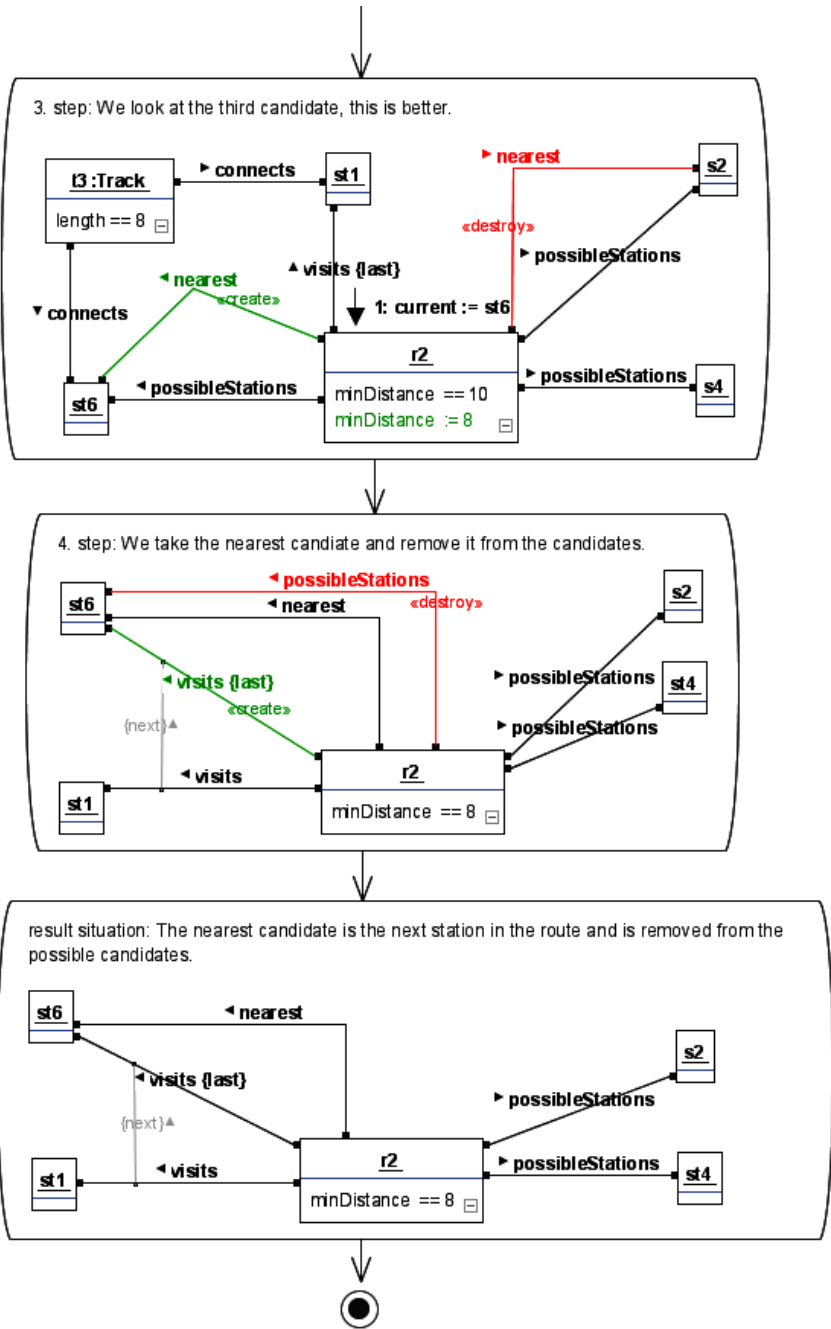 3. step: We look at the third candidate, this is better.
t3 :Track
length == 8
► connects
st1
► nearest
s2
«destroy»
► possibleStations
▲ visits {last}
◄ nearest
«create»
▼ connects
1: current := st6
r2
minDistance == 10
minDistance := 8
◄ possibleStations
st6
► possibleStations
s4
4. step: We take the nearest candiate and remove it from the candidates.
st6
◄ possibleStations
«destroy»
◄ nearest
s2
◄ visits {last}
«create»
► possibleStations
st4
{next}▲
► possibleStations
◄ visits
st1
r2
minDistance == 8
result situation: The nearest candidate is the next station in the route and is removed from the
possible candidates.
st6
◄ nearest
s2
◄ visits {last}
► possibleStations
{next}▲
◄ visits
st1
r2
minDistance == 8
► possibleStations
st4